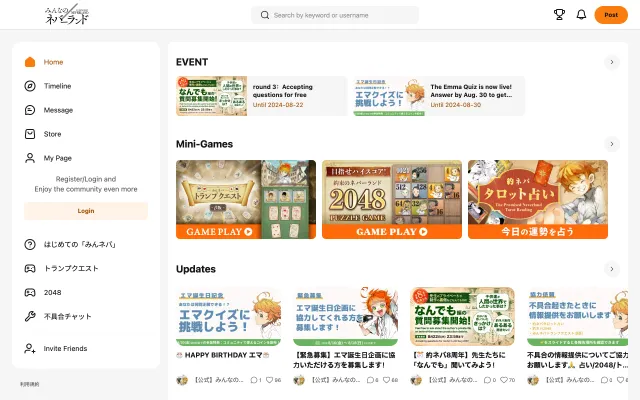 みんなの
ネバーランド
Search by keyword or username
Post
Home
Timeline
Message
Store
My Page
Register/Login and
Enjoy the community even more
Login
はじめての「みんネバ」
トランプクエスト
2048
不具合チャット
Invite Friends
利用規約
EVENT
なんでも
質問募集開始!
round 3: Accepting
questions for free
Until 2024-08-22
エマ誕生日記念
エマクイズに
挑戦しよう!
The Emma Quiz is now live!
Answer by Aug. 30 to get...
Until 2024-08-30
Mini-Games
トランプクエスト
GAME PLAY
目指せハイスコア
約束のネバーランド
2048
PUZZLE GAME
GAME PLAY
約ネバ
タロット占い
The Promised Neverland
Tarot Reading
今日の運勢を占う
Updates
エマ誕生日記念
エマクイズに
挑戦しよう!
HAPPY BIRTHDAY エマ
【公式】みんなの...
1
96
緊急募集
エマ誕生日企画に
協力してくれる方を
募集します!
【緊急募集】エマ誕生日企画に協
力いただける方を募集します!
【公式】みんなの...
6
68
なんでも
質問募集開始!
約ネバ8周年）先生たちに
「なんでも」聞いてみよう!
【公式】みんなの...
0
70
協力依頼
不具合起きたときに
情報提供をお願いします
不具合の情報提供についてご協力
お願いします 占い/2048/ト...
【公式】みんなの...